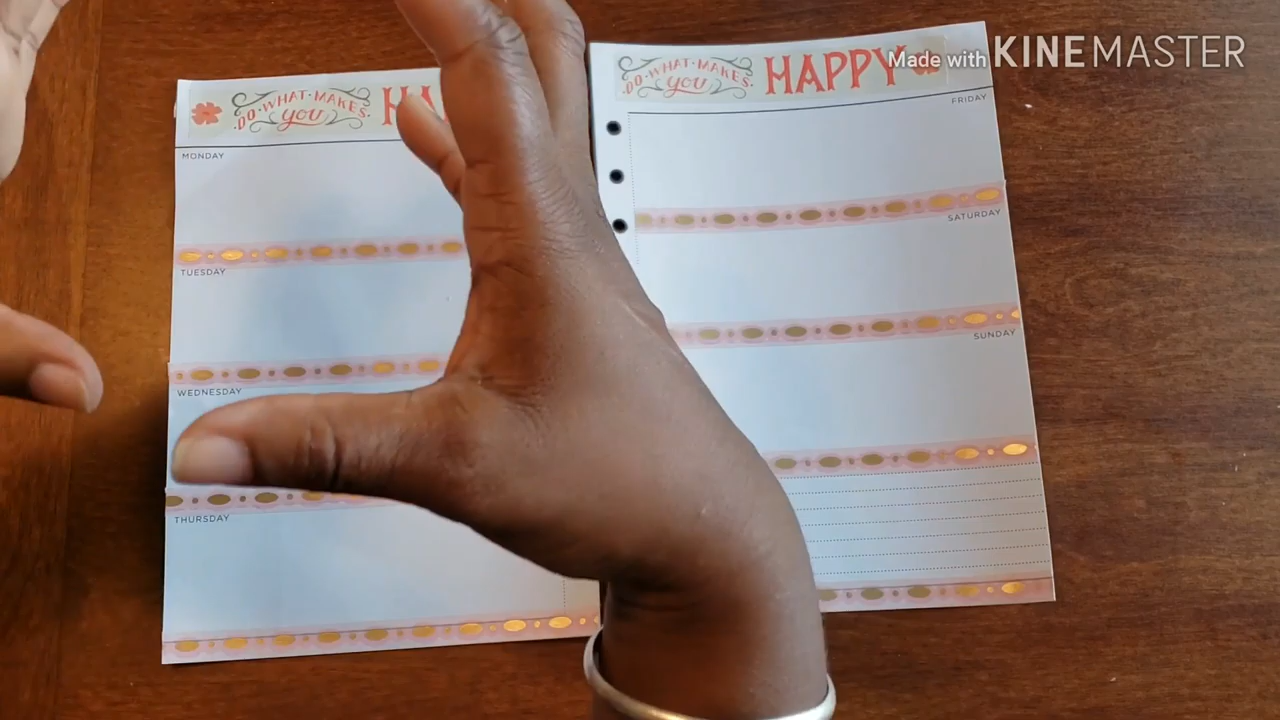 Made with KINEMASTER
DO·WHAT·MAKES
you
HA
MONDAY
TUESDAY
WEDNESDAY
THURSDAY
DO·WHAT·MAKES
you
HAPPY
FRIDAY
SATURDAY
SUNDAY